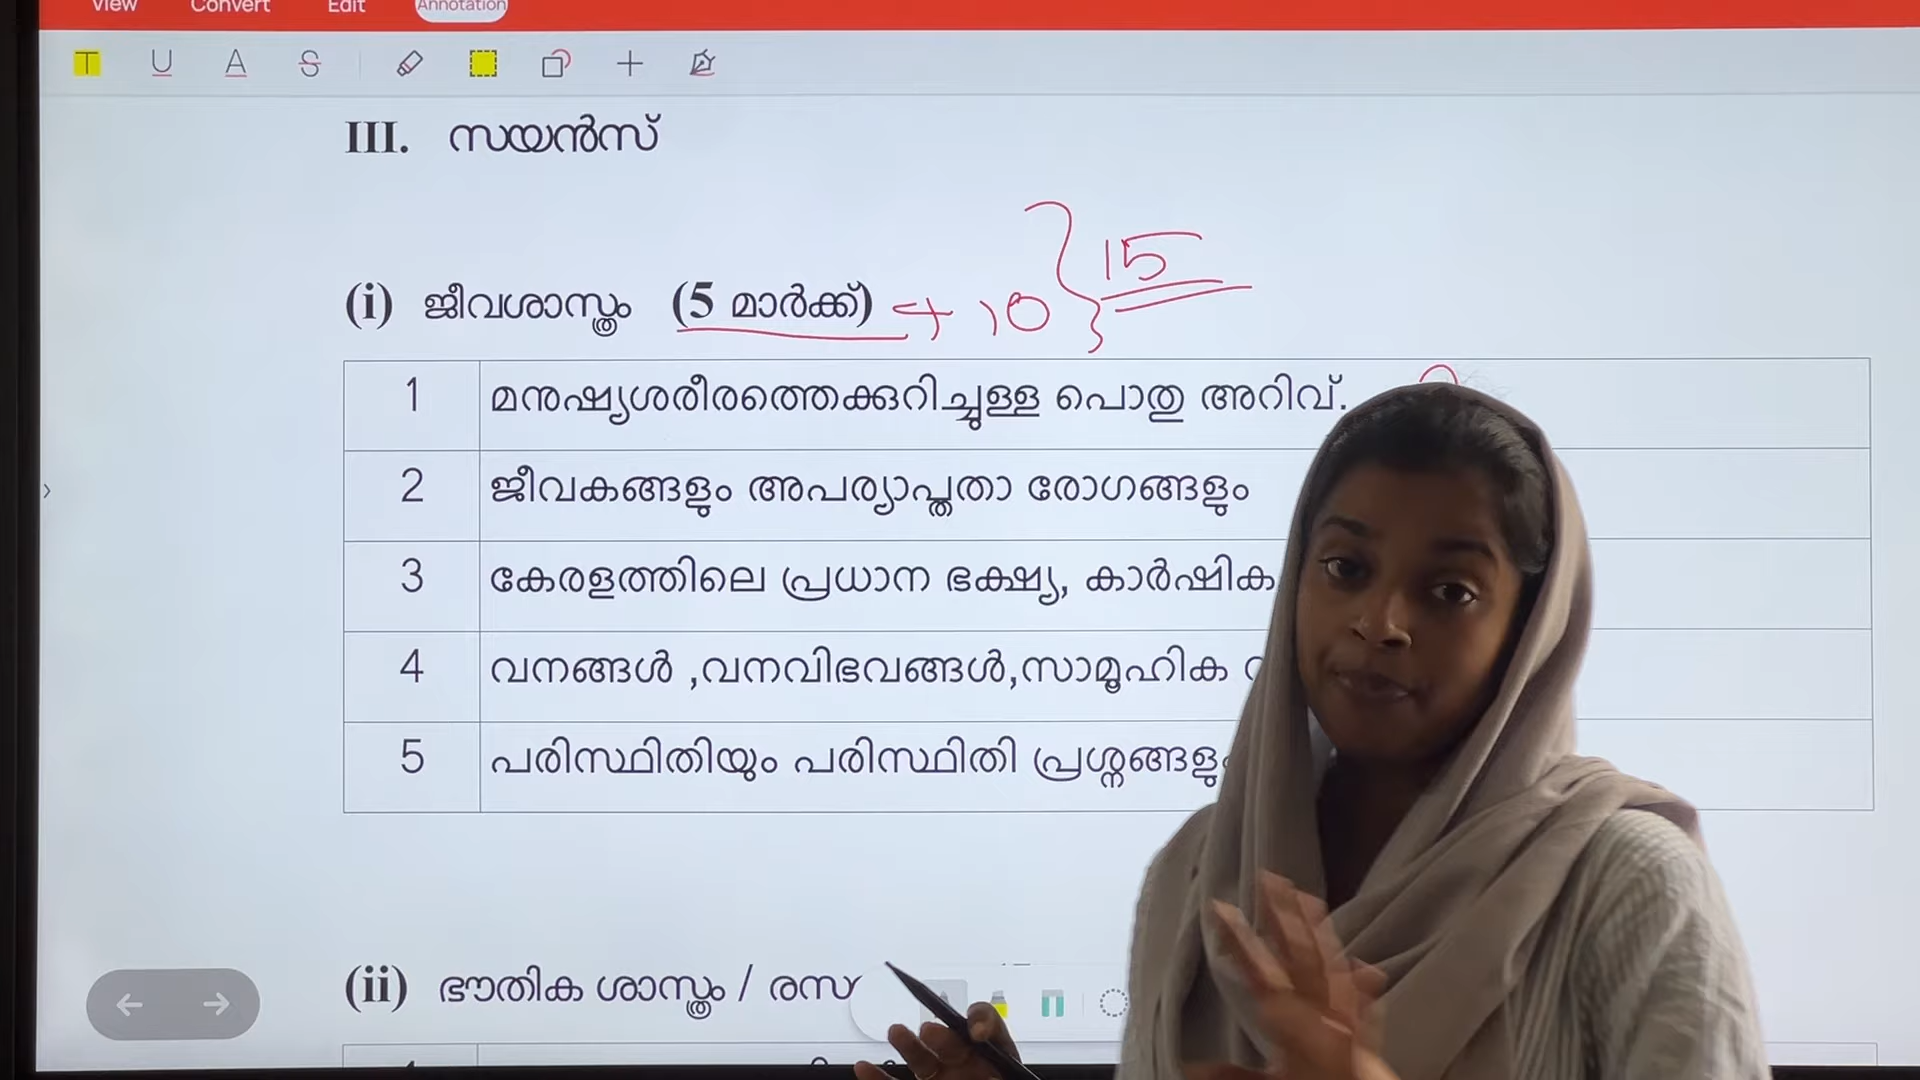 View Convert Edit Annotation
T U A S
III. സയൻസ്
(i) ജീവശാസ്ത്രം (5 മാർക്ക്) + 10 } 15
1 മനുഷ്യശരീരത്തെക്കുറിച്ചുള്ള പൊതു അറിവ്.
2 ജീവകങ്ങളും അപര്യാപ്തതാ രോഗങ്ങളും
3 കേരളത്തിലെ പ്രധാന ഭക്ഷ്യ, കാർഷിക
4 വനങ്ങൾ ,വനവിഭവങ്ങൾ,സാമൂഹിക
5 പരിസ്ഥിതിയും പരിസ്ഥിതി പ്രശ്നങ്ങളും
(ii) ഭൗതിക ശാസ്ത്രം /